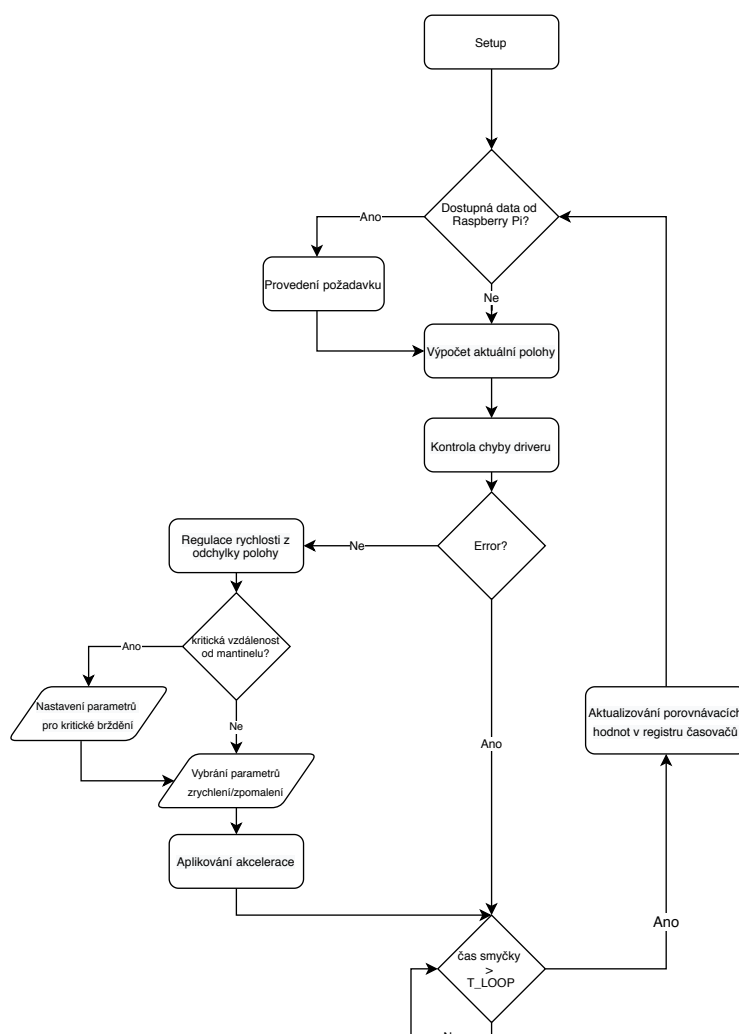 Setup
Dostupná data od
Raspberry Pi?
Ano
Provedení požadavku
Ne
Výpočet aktuální polohy
Kontrola chyby driveru
Error?
Ne
Regulace rychlosti z
odchylky polohy
kritická vzdálenost
od mantinelu?
Ano
Nastavení parametrů
pro kritické brždění
Ne
Vybrání parametrů
zrychlení/zpomalení
Aplikování akcelerace
Ano
Aktualizování porovnávacích
hodnot v registru časovačů
Ano
čas smyčky
>
T_LOOP